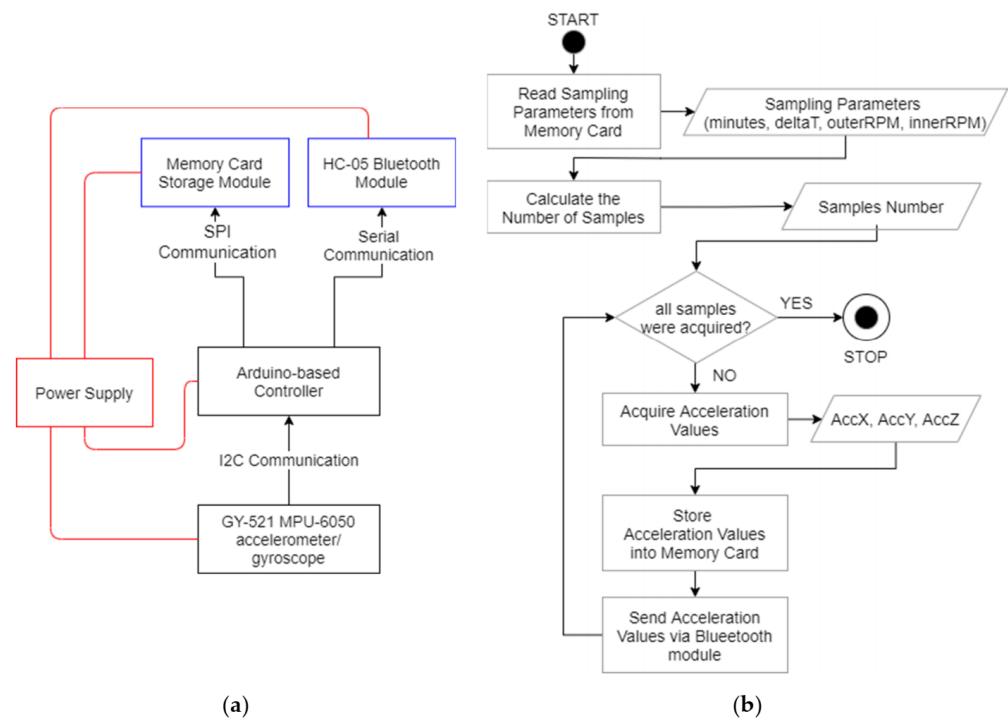 Memory Card
Storage Module
HC-05 Bluetooth
Module
SPI
Communication
Serial
Communication
Power Supply
Arduino-based
Controller
I2C Communication
GY-521 MPU-6050
accelerometer/
gyroscope
(a)
START
Read Sampling
Parameters from
Memory Card
Sampling Parameters
(minutes, deltaT, outerRPM, innerRPM)
Calculate the
Number of Samples
Samples Number
all samples
were acquired?
YES
STOP
NO
Acquire Acceleration
Values
AccX, AccY, AccZ
Store
Acceleration Values
into Memory Card
Send Acceleration
Values via Blueetooth
module
(b)